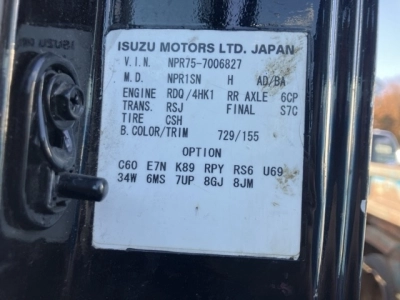 ISUZU MOTORS LTD. JAPAN
V.I.N. NPR75-7006827
M.D. NPR1SN H AD/BA
ENGINE RDQ/4HK1 RR AXLE 6CP
TRANS. RSJ FINAL S7C
TIRE CSH
B.COLOR/TRIM 729/155
OPTION
C60 E7N K89 RPY RS6 U69
34W 6MS 7UP 8GJ 8JM